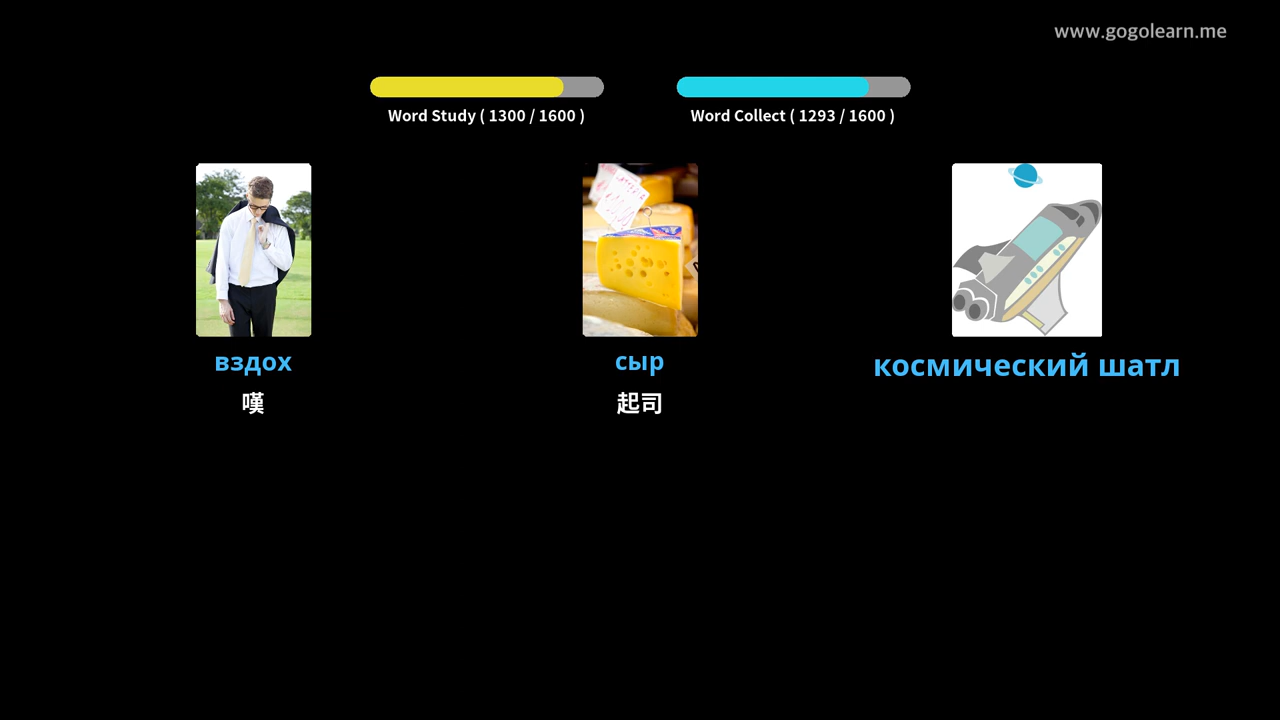 www.gogolearn.me
Word Study ( 1300 / 1600 )
Word Collect ( 1293 / 1600 )
вздох
сыр
космический шатл
嘆
起司